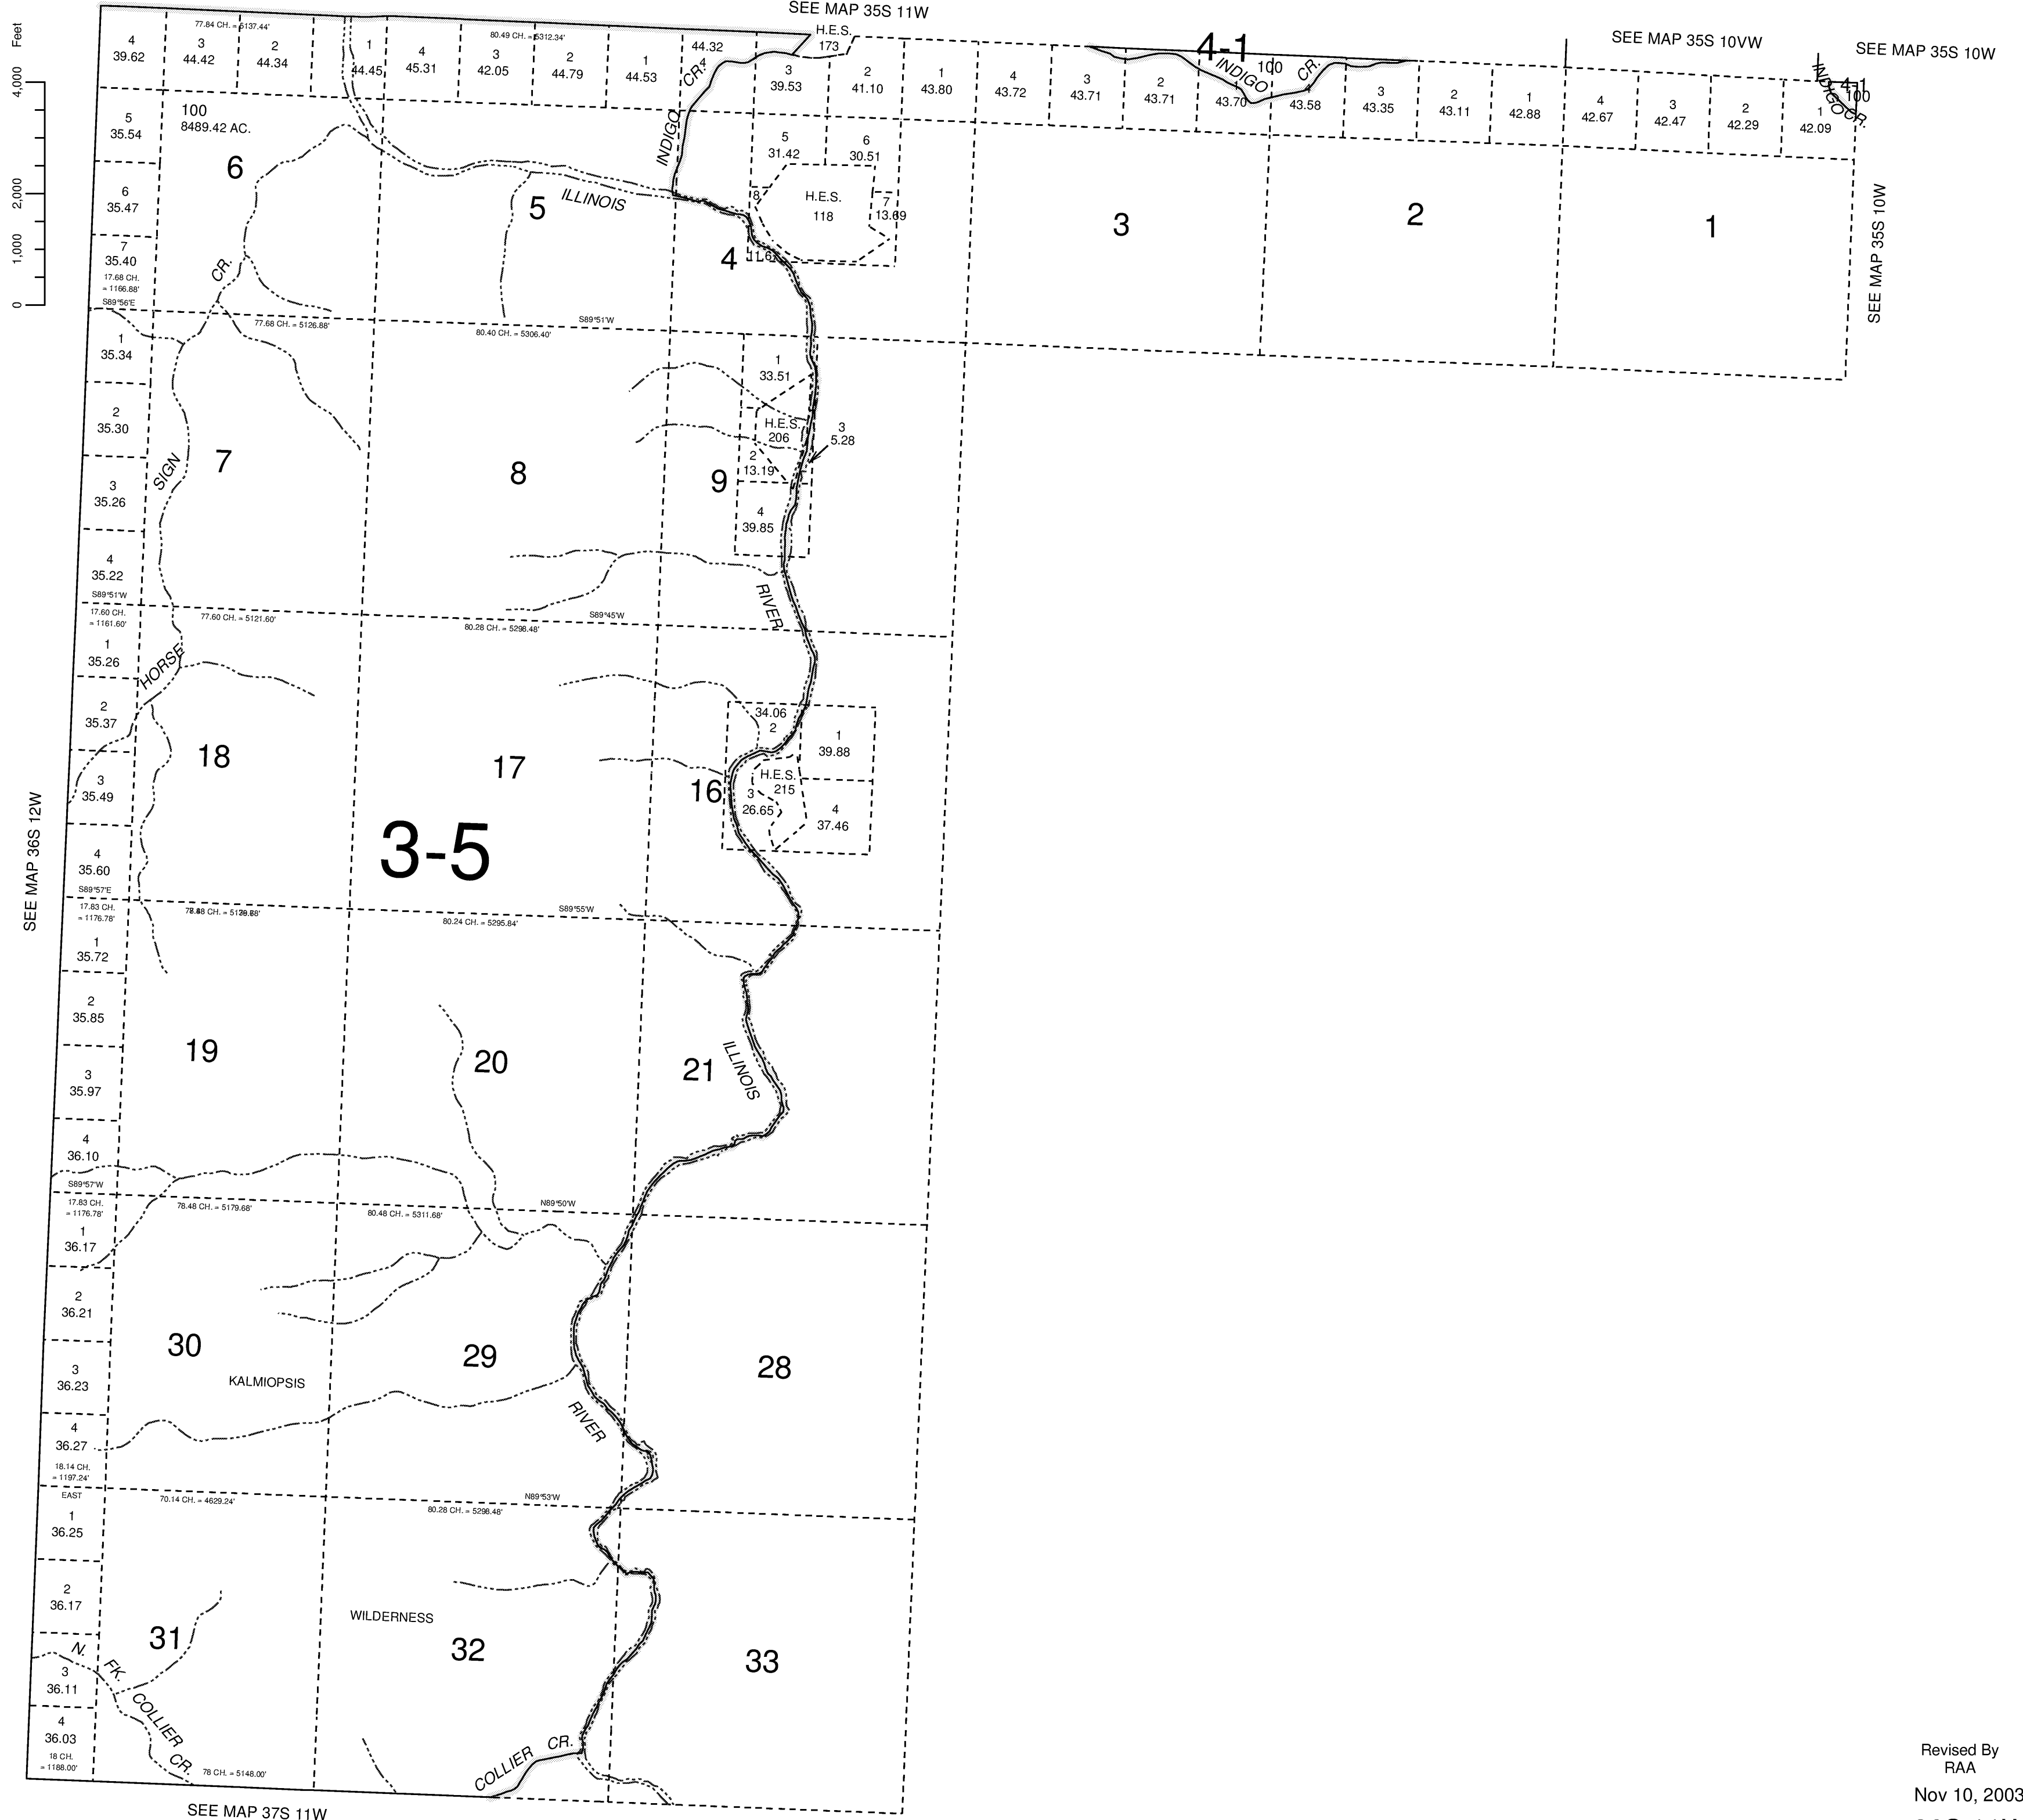 SEE MAP 35S 11W
SEE MAP 35S 10VW
SEE MAP 35S 10W
Feet
4,000
2,000
1,000
0
77.84 CH. = 5137.44'
80.49 CH. = 5312.34'
4
39.62
3
44.42
2
44.34
1
44.45
4
45.31
3
42.05
2
44.79
1
44.53
44.32
4
H.E.S.
173
3
39.53
2
41.10
1
43.80
4
43.72
3
43.71
2
43.71
43.70
4-1
100
INDIGO
CR.
4
43.58
3
43.35
2
43.11
1
42.88
4
42.67
3
42.47
2
42.29
1
42.09
4-1
100
INDIGO CR.
SEE MAP 35S 10W
5
35.54
100
8489.42 AC.
6
6
35.47
7
35.40
17.68 CH.
= 1166.88'
S89°56'E
CR.
77.68 CH. = 5126.88'
5
ILLINOIS
80.40 CH. = 5306.40'
S89°51'W
INDIGO
CR.
5
31.42
6
30.51
8
H.E.S.
118
7
13.69
4
11.6
3
2
1
1
35.34
2
35.30
3
35.26
4
35.22
S89°51'W
17.60 CH.
= 1161.60'
7
SIGN
77.60 CH. = 5121.60'
8
80.28 CH. = 5298.48'
S89°45'W
9
1
33.51
H.E.S.
206
2
13.19
3
5.28
4
39.85
RIVER
1
35.26
HORSE
2
35.37
3
35.49
4
35.60
S89°57'E
17.83 CH.
= 1176.78'
18
17
3-5
80.24 CH. = 5295.84'
S89°55'W
16
34.06
2
1
39.88
H.E.S.
215
3
26.65
4
37.46
SEE MAP 36S 12W
1
35.72
2
35.85
3
35.97
4
36.10
S89°57'W
17.83 CH.
= 1176.78'
19
20
21
ILLINOIS
78.48 CH. = 5179.68'
80.48 CH. = 5311.68'
N89°50'W
1
36.17
2
36.21
3
36.23
4
36.27
18.14 CH.
= 1197.24'
EAST
30
KALMIOPSIS
29
28
RIVER
70.14 CH. = 4629.24'
80.28 CH. = 5298.48'
N89°53'W
1
36.25
2
36.17
3
36.11
4
36.03
18 CH.
= 1188.00'
31
WILDERNESS
32
33
N.
FK.
COLLIER
CR.
78 CH. = 5148.00'
COLLIER
CR.
SEE MAP 37S 11W
Revised By
RAA
Nov 10, 2003